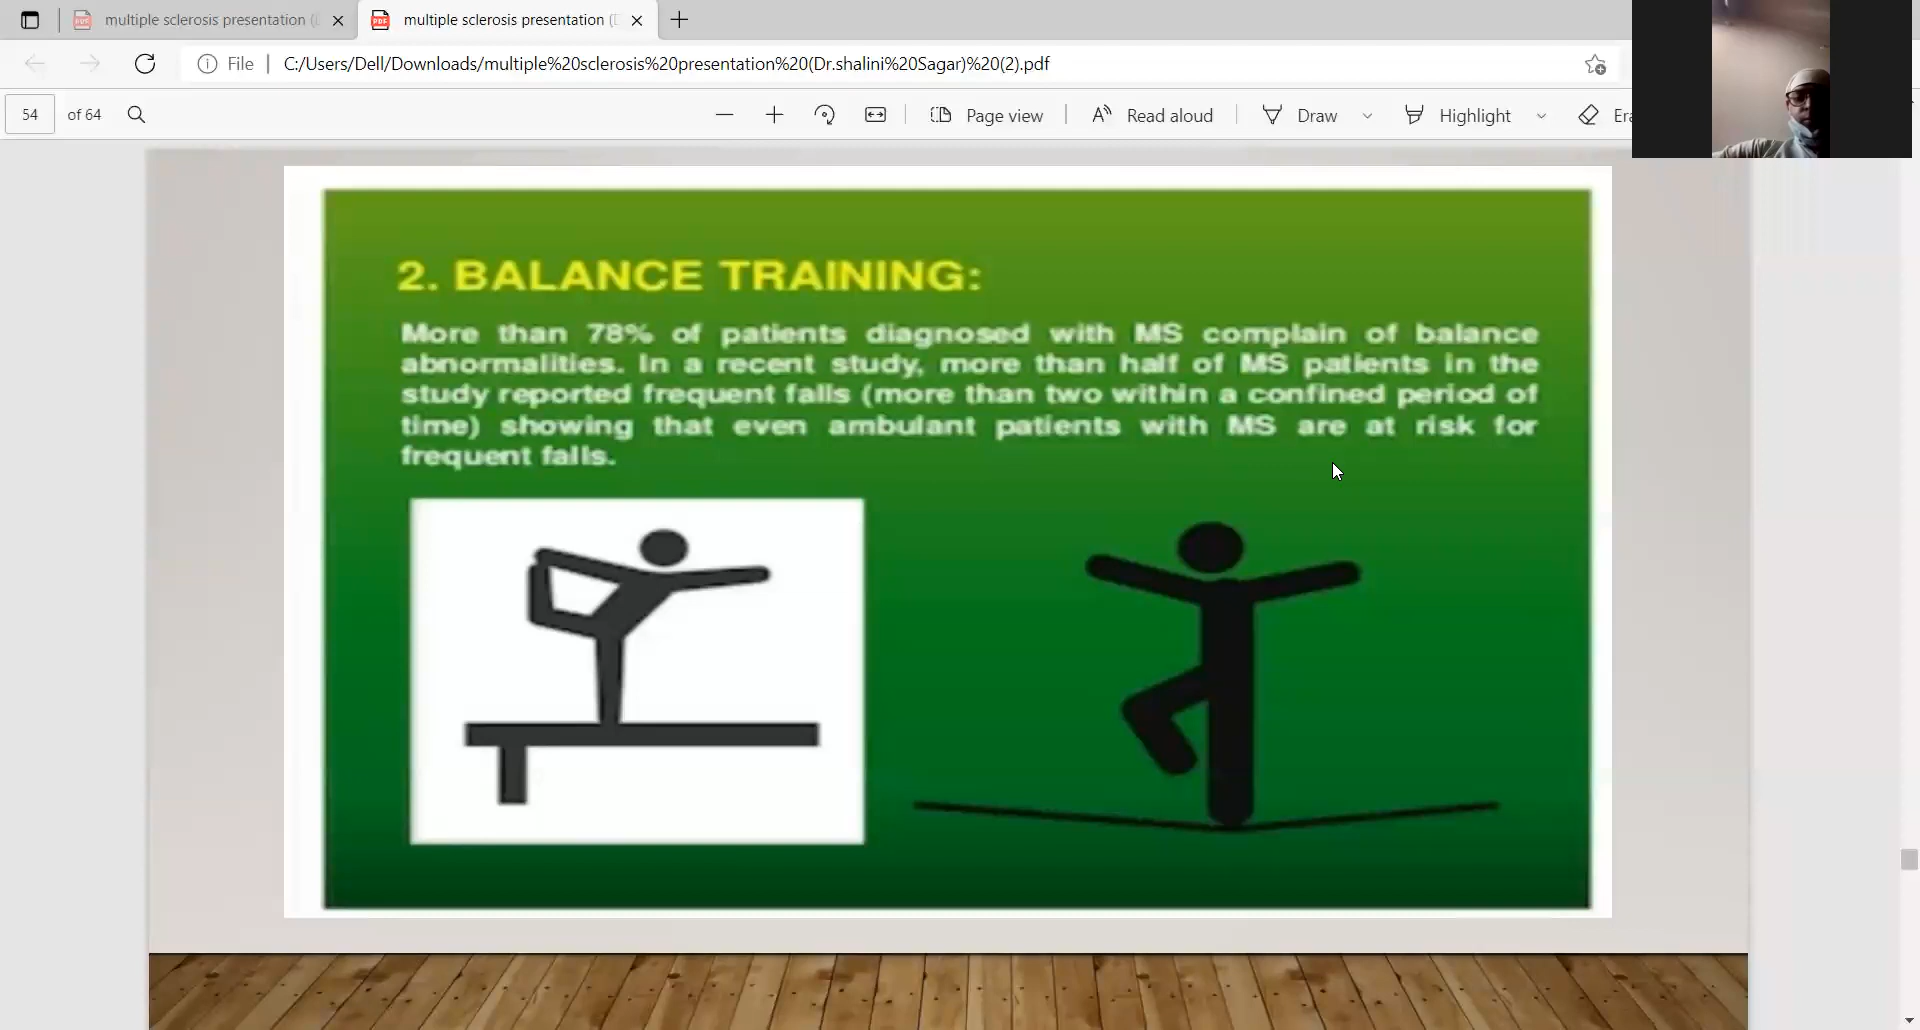 multiple sclerosis presentation (
multiple sclerosis presentation (
File
C:/Users/Dell/Downloads/multiple%20sclerosis%20presentation%20(Dr.shalini%20Sagar)%20(2).pdf
54 of 64
Page view
Read aloud
Draw
Highlight
Era
2. BALANCE TRAINING:
More than 78% of patients diagnosed with MS complain of balance
abnormalities. In a recent study, more than half of MS patients in the
study reported frequent falls (more than two within a confined period of
time) showing that even ambulant patients with MS are at risk for
frequent falls.